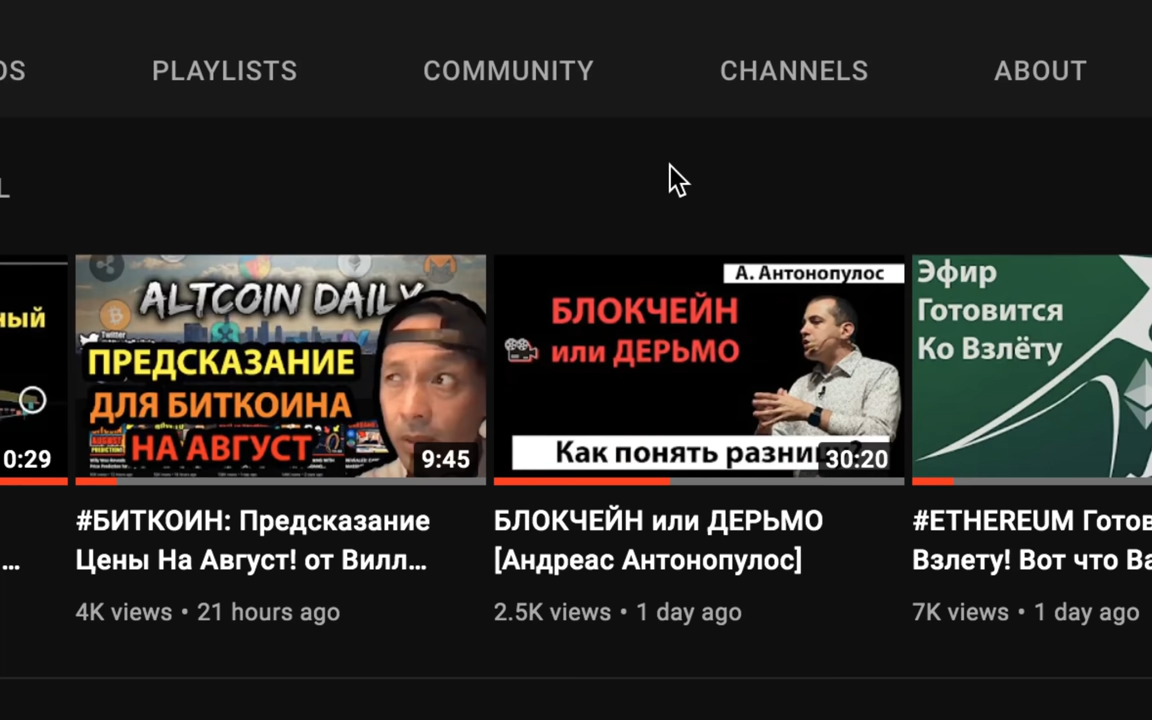 OS
PLAYLISTS
COMMUNITY
CHANNELS
ABOUT
L
ный
0:29
ALTCOIN DAILY
Twitter
ПРЕДСКАЗАНИЕ
ДЛЯ БИТКОИНА
НА АВГУСТ
9:45
А. Антонопулос
БЛОКЧЕЙН
или ДЕРЬМО
Как понять разниц
30:20
Эфир
Готовится
Ко Взлёту
...
#БИТКОИН: Предсказание
Цены На Август! от Вилл...
4K views • 21 hours ago
БЛОКЧЕЙН или ДЕРЬМО
[Андреас Антонопулос]
2.5K views • 1 day ago
#ETHEREUM Готов
Взлету! Вот что Ва
7K views • 1 day ago